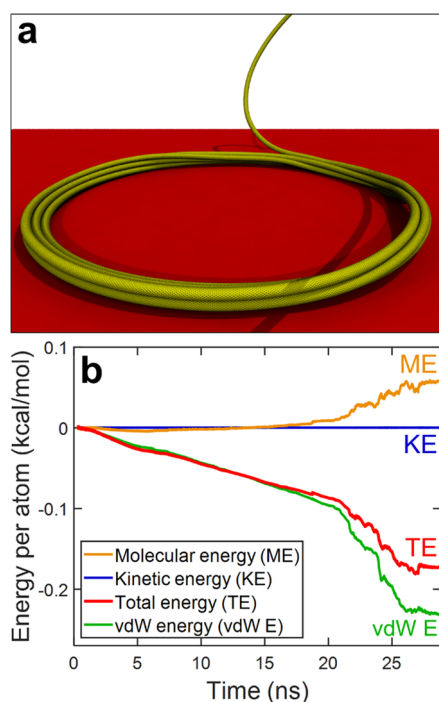 a
b
0.1
0
-0.1
-0.2
Energy per atom (kcal/mol)
ME
KE
TE
vdW E
Molecular energy (ME)
Kinetic energy (KE)
Total energy (TE)
vdW energy (vdW E)
0 5 10 15 20 25
Time (ns)